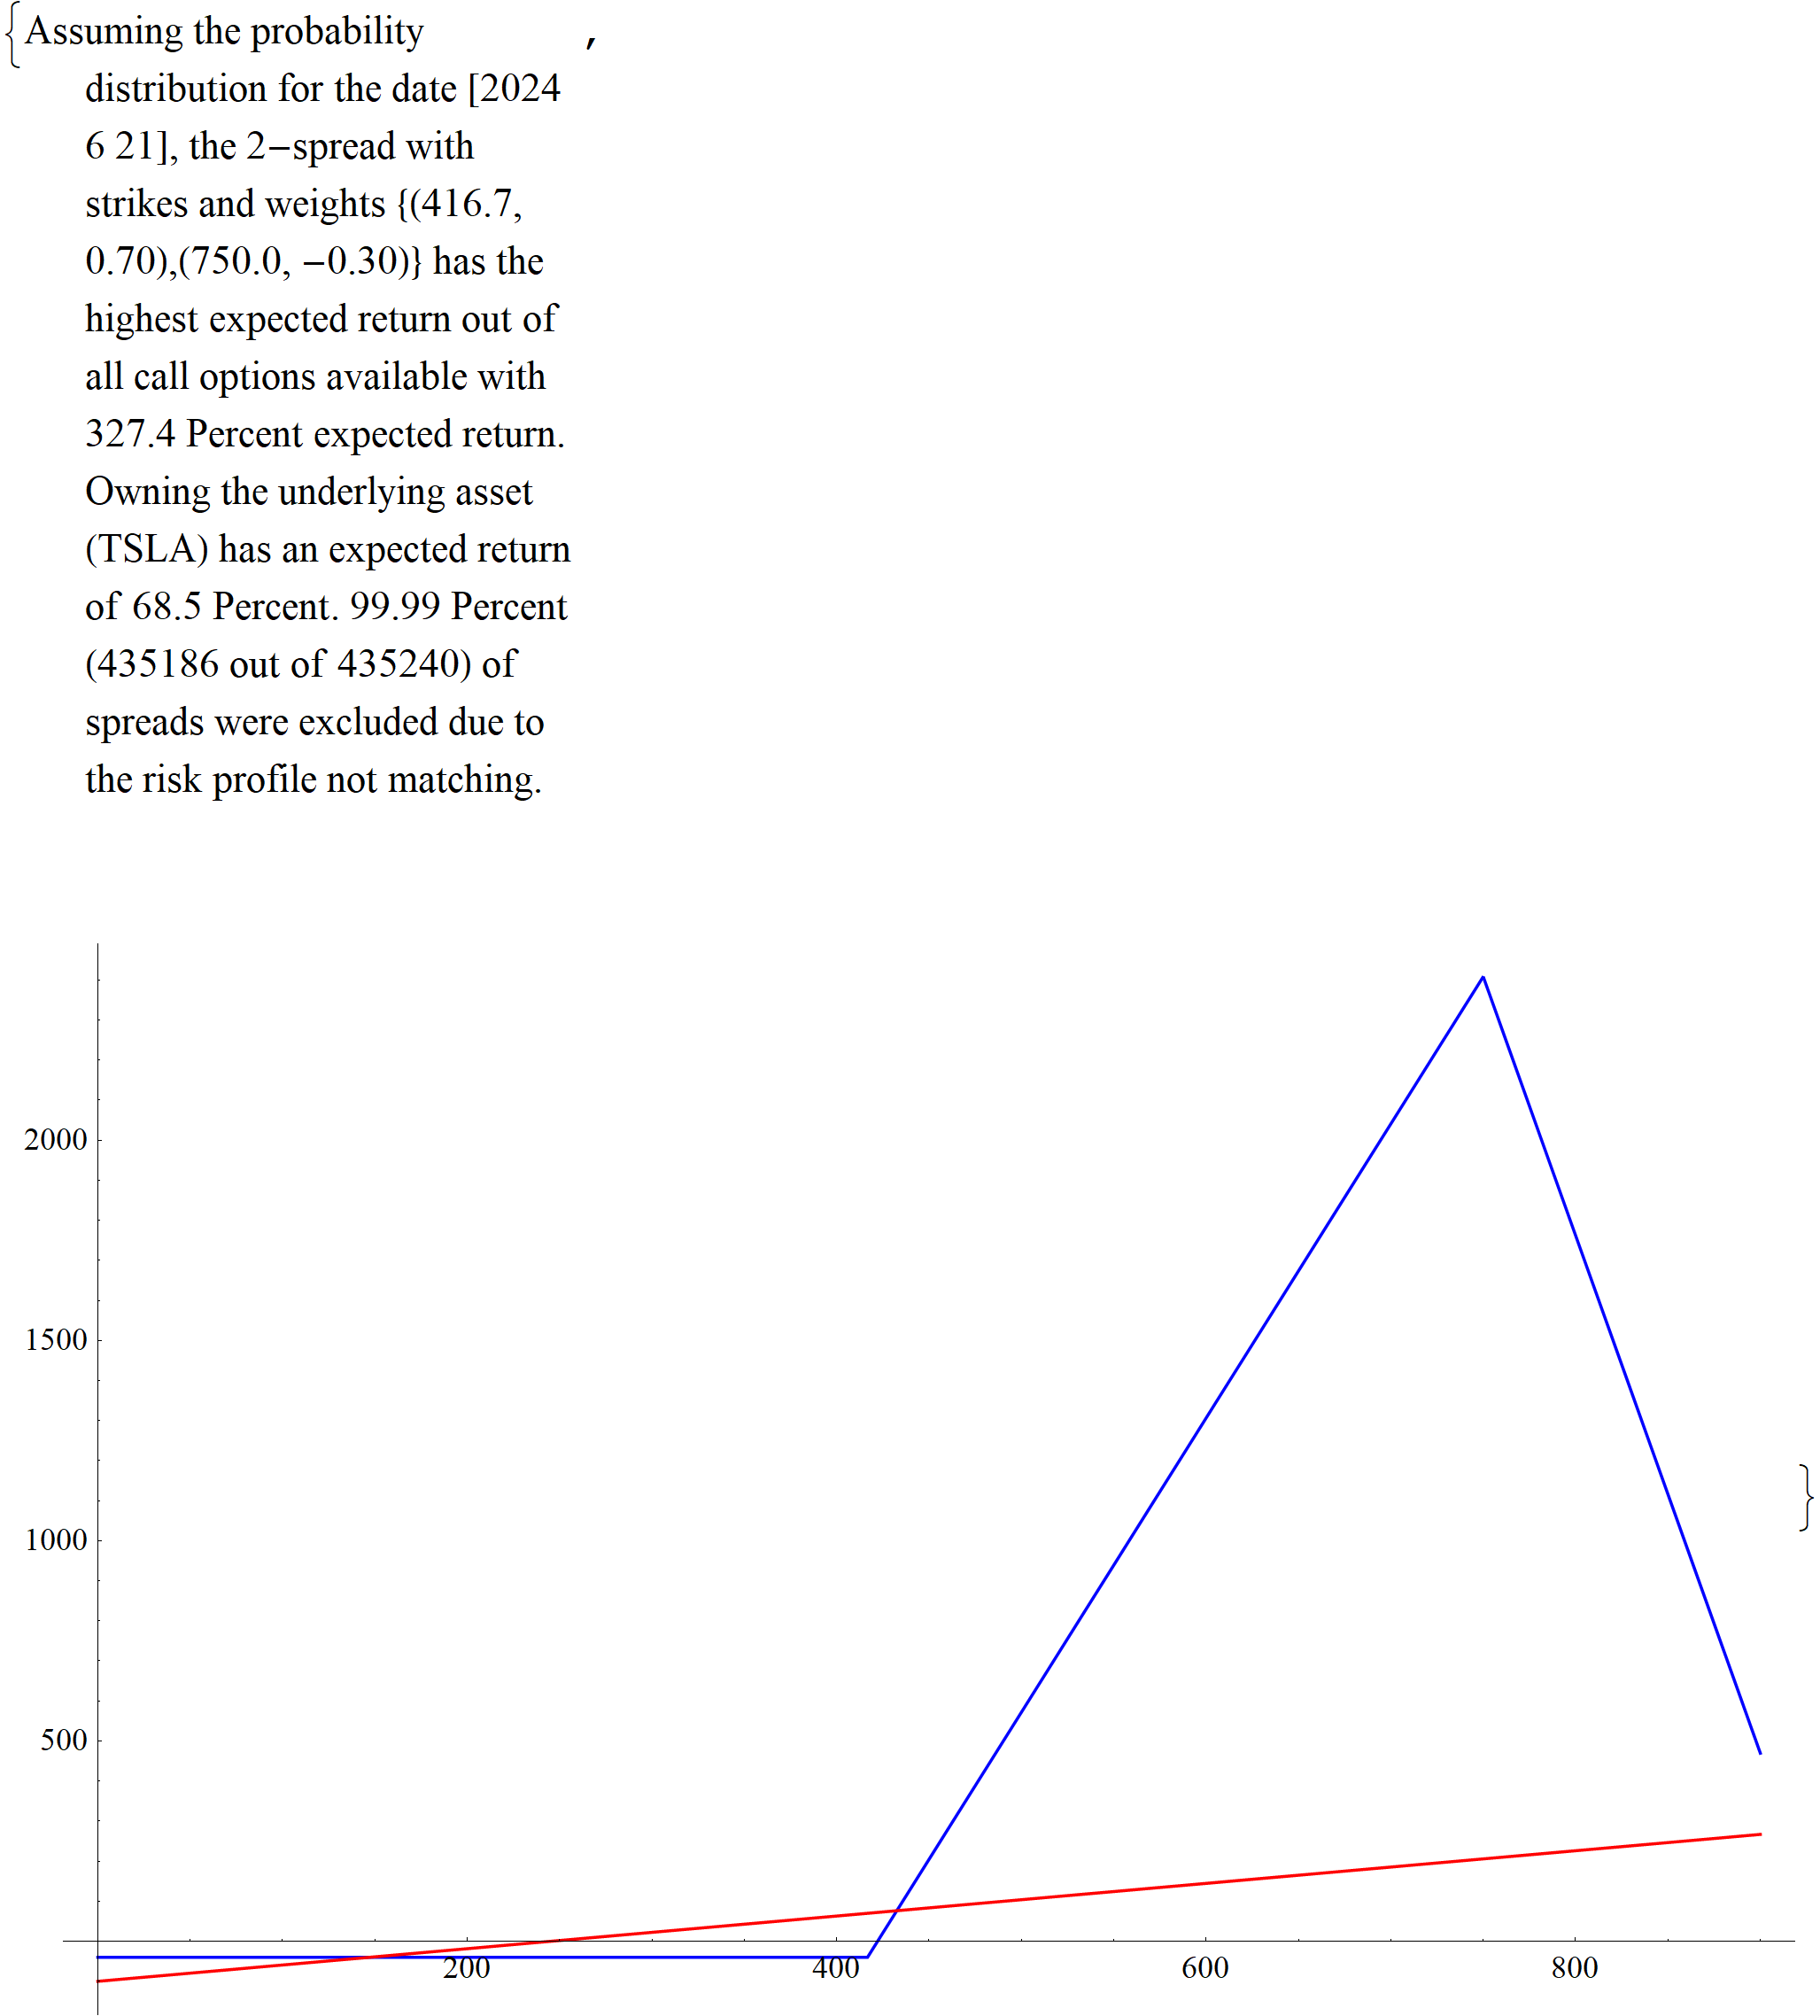 {Assuming the probability ,
distribution for the date [2024
6 21], the 2−spread with
strikes and weights {(416.7,
0.70),(750.0, −0.30)} has the
highest expected return out of
all call options available with
327.4 Percent expected return.
Owning the underlying asset
(TSLA) has an expected return
of 68.5 Percent. 99.99 Percent
(435186 out of 435240) of
spreads were excluded due to
the risk profile not matching.
2000
1500
1000
}
500
200 400 600 800